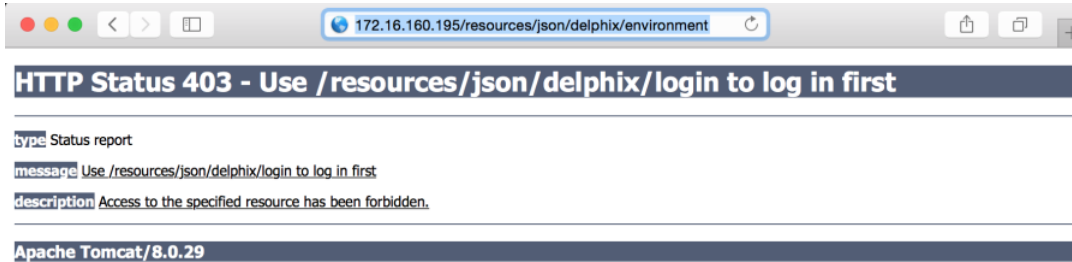 172.16.160.195/resources/json/delphix/environment
HTTP Status 403 - Use /resources/json/delphix/login to log in first
type Status report
message Use /resources/json/delphix/login to log in first
description Access to the specified resource has been forbidden.
Apache Tomcat/8.0.29